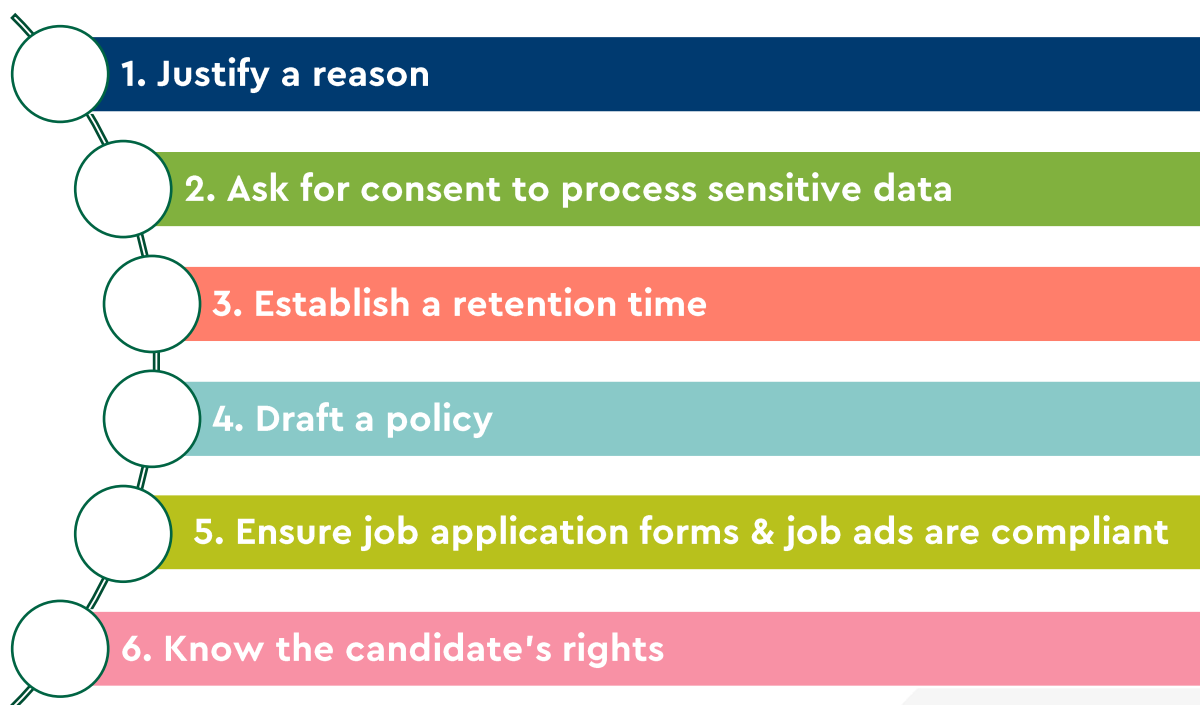 1. Justify a reason
2. Ask for consent to process sensitive data
3. Establish a retention time
4. Draft a policy
5. Ensure job application forms & job ads are compliant
6. Know the candidate's rights